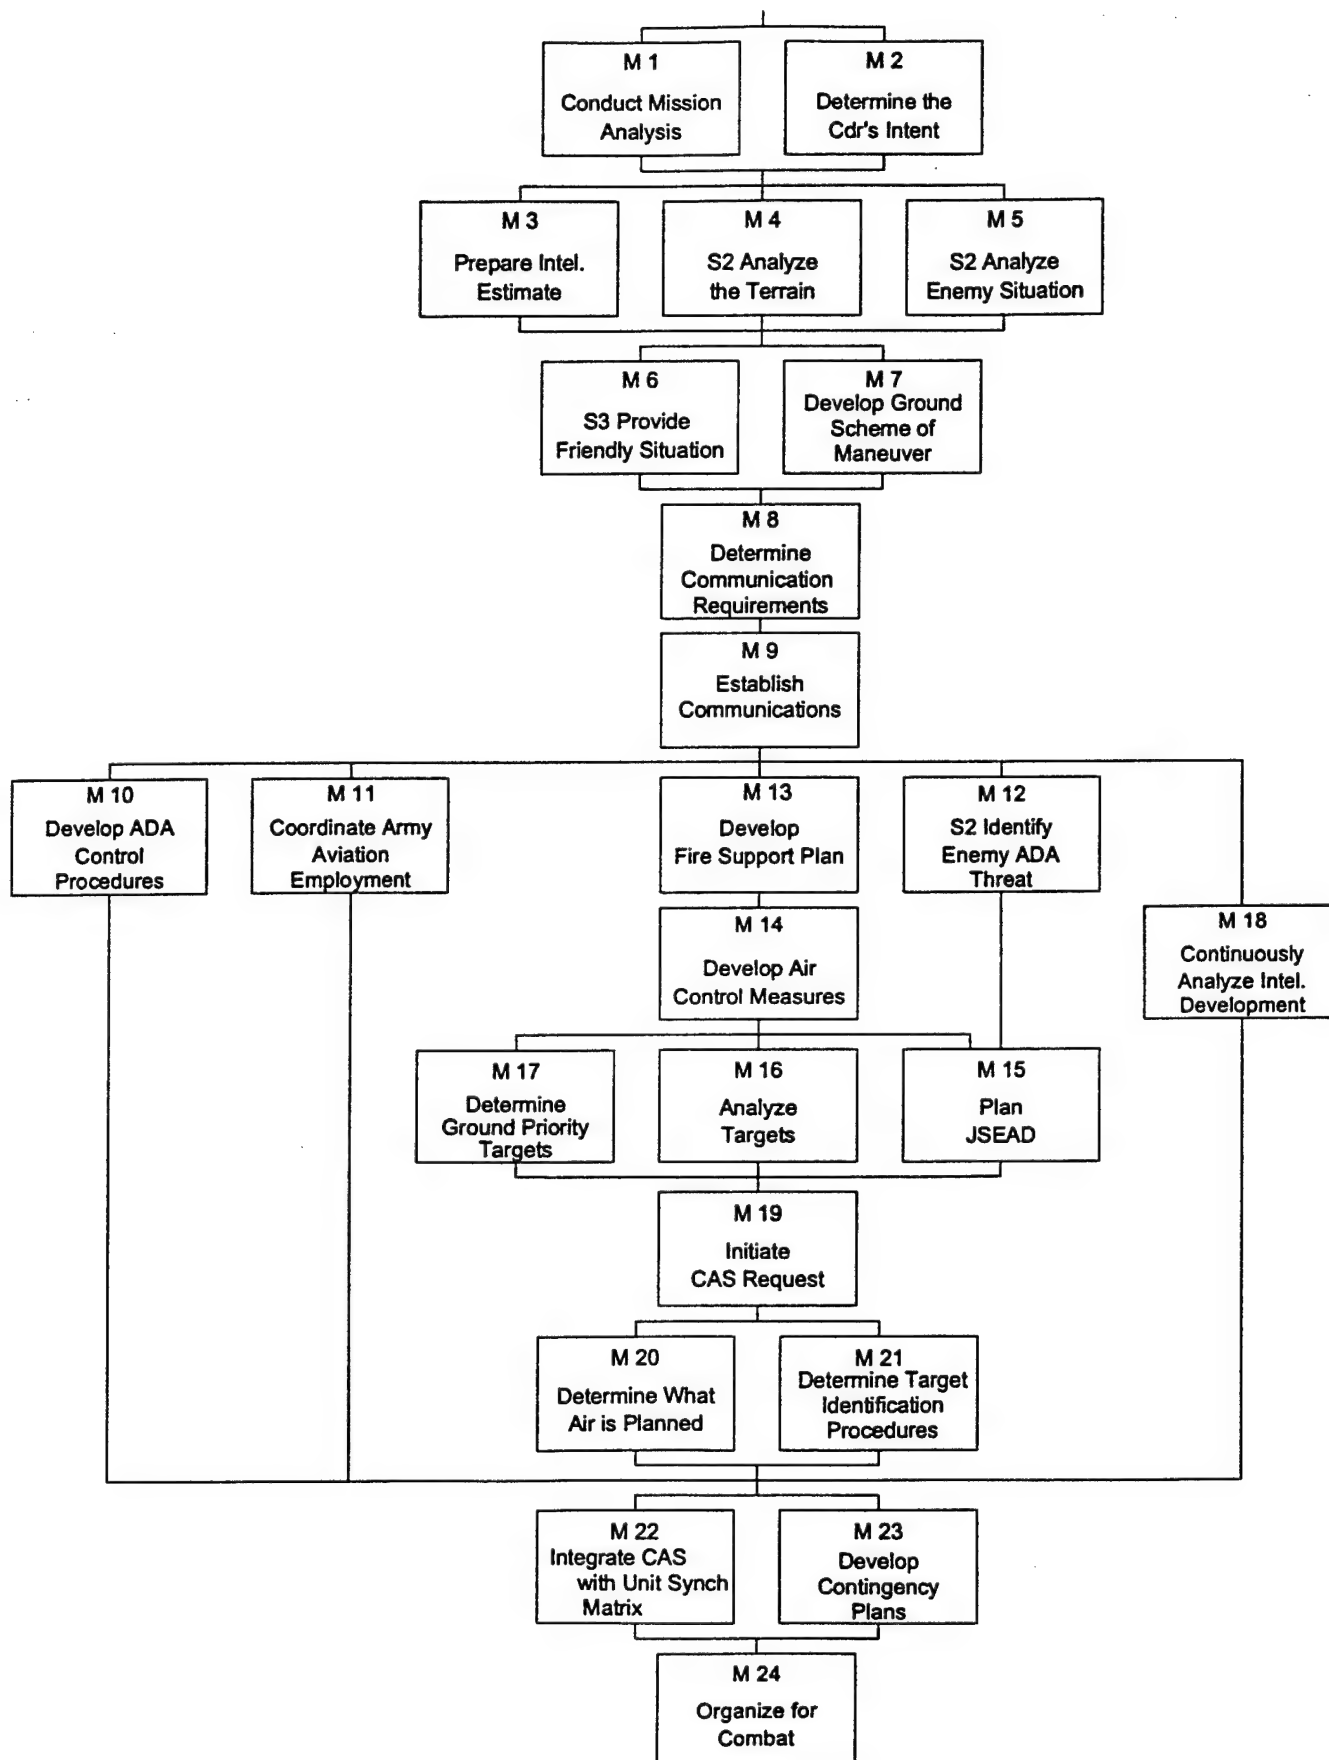 M 1
Conduct Mission
Analysis
M 2
Determine the
Cdr's Intent
M 3
Prepare Intel.
Estimate
M 4
S2 Analyze
the Terrain
M 5
S2 Analyze
Enemy Situation
M 6
S3 Provide
Friendly Situation
M 7
Develop Ground
Scheme of
Maneuver
M 8
Determine
Communication
Requirements
M 9
Establish
Communications
M 10
Develop ADA
Control
Procedures
M 11
Coordinate Army
Aviation
Employment
M 13
Develop
Fire Support Plan
M 12
S2 Identify
Enemy ADA
Threat
M 14
Develop Air
Control Measures
M 18
Continuously
Analyze Intel.
Development
M 17
Determine
Ground Priority
Targets
M 16
Analyze
Targets
M 15
Plan
JSEAD
M 19
Initiate
CAS Request
M 20
Determine What
Air is Planned
M 21
Determine Target
Identification
Procedures
M 22
Integrate CAS
with Unit Synch
Matrix
M 23
Develop
Contingency
Plans
M 24
Organize for
Combat